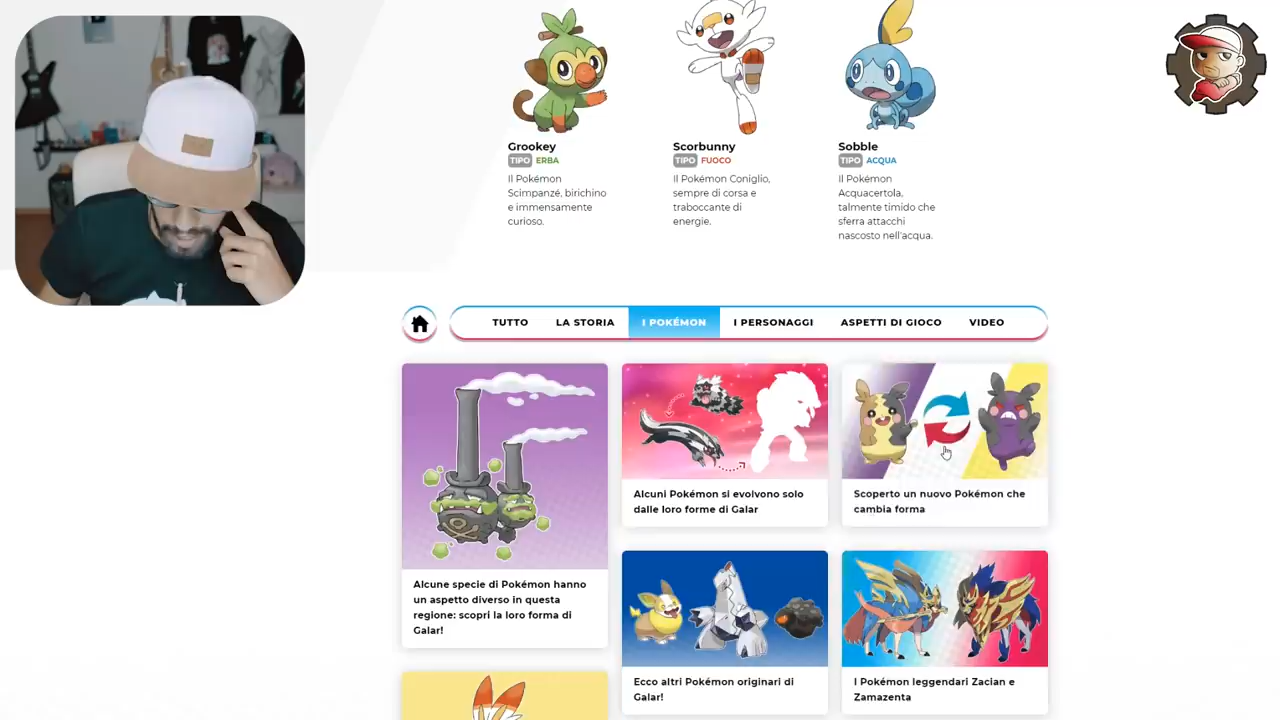 Grookey
TIPO ERBA
Il Pokémon
Scimpanzé, birichino
e immensamente
curioso.
Scorbunny
TIPO FUOCO
Il Pokémon Coniglio,
sempre di corsa e
traboccante di
energie.
Sobble
TIPO ACQUA
Il Pokémon
Acquacertola,
talmente timido che
sferra attacchi
nascosto nell'acqua.
TUTTO LA STORIA I POKÉMON I PERSONAGGI ASPETTI DI GIOCO VIDEO
Alcune specie di Pokémon hanno
un aspetto diverso in questa
regione: scopri la loro forma di
Galar!
Alcuni Pokémon si evolvono solo
dalle loro forme di Galar
Scoperto un nuovo Pokémon che
cambia forma
Ecco altri Pokémon originari di
Galar!
I Pokémon leggendari Zacian e
Zamazenta